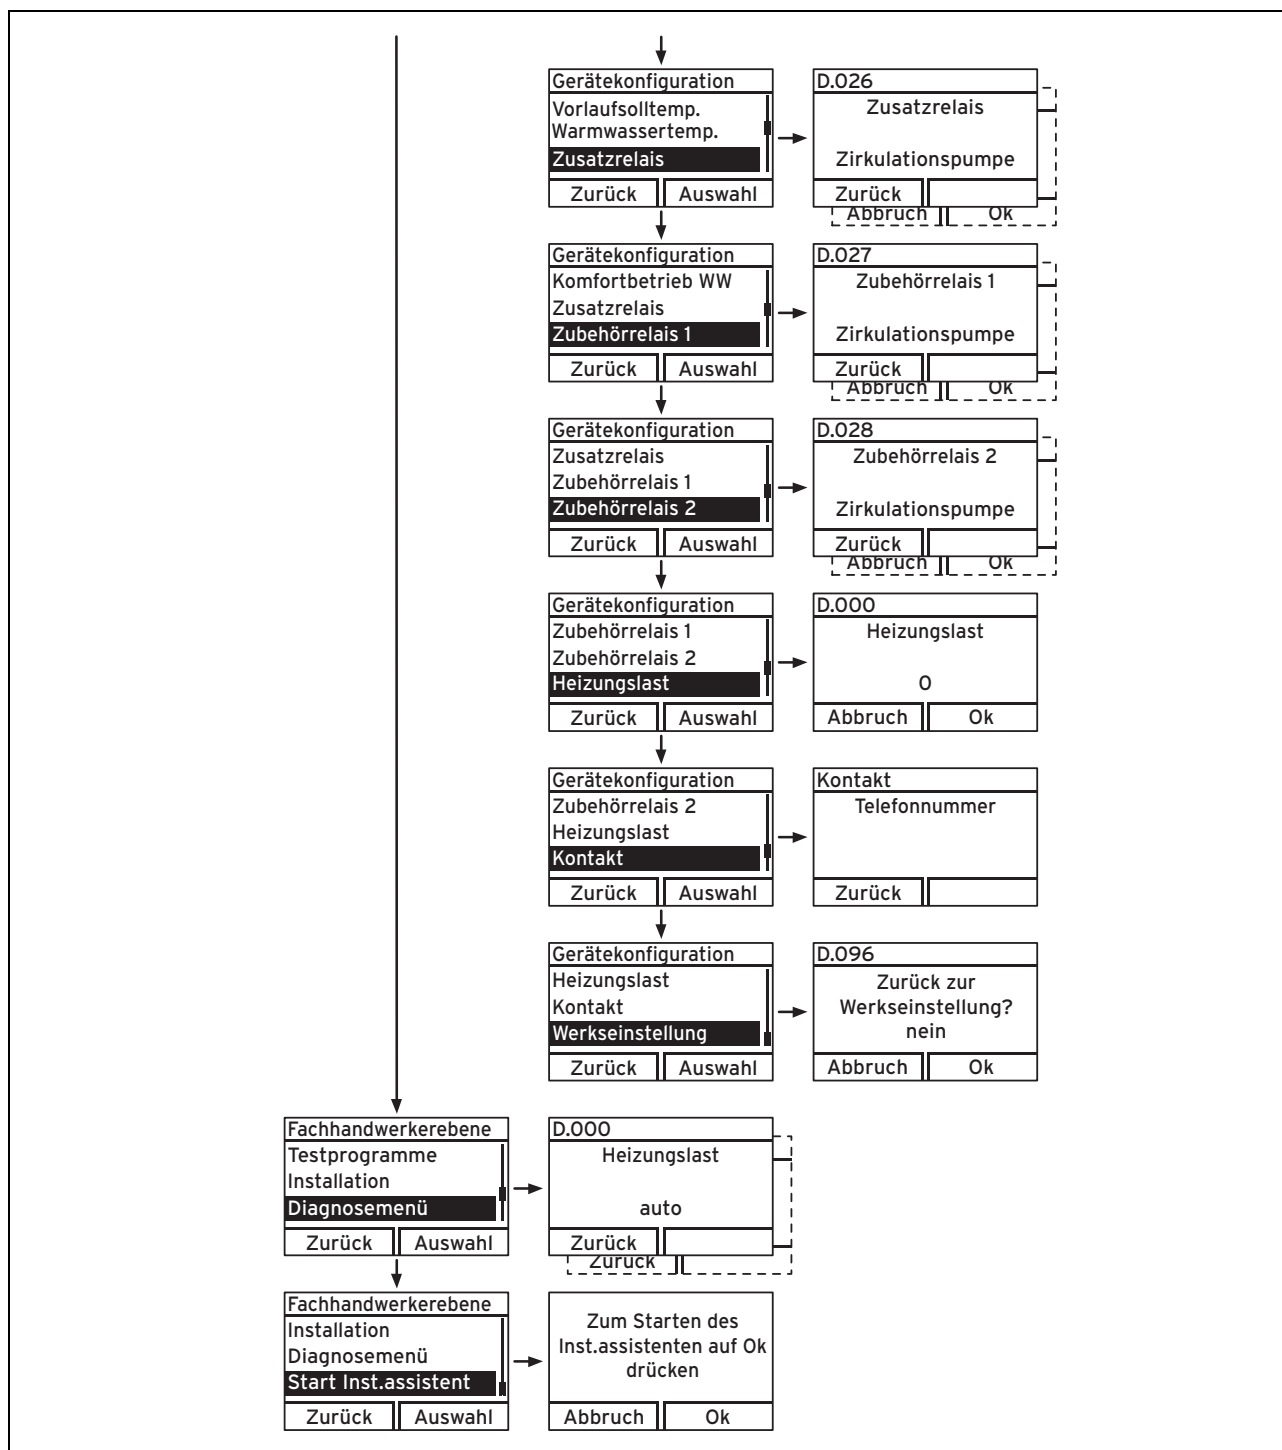 Gerätekonfiguration
Vorlaufsolltemp.
Warmwassertemp.
Zusatzrelais
Zurück Auswahl
D.026
Zusatzrelais
Zirkulationspumpe
Zurück
Abbruch Ok
Gerätekonfiguration
Komfortbetrieb WW
Zusatzrelais
Zubehörrelais 1
Zurück Auswahl
D.027
Zubehörrelais 1
Zirkulationspumpe
Zurück
Abbruch Ok
Gerätekonfiguration
Zusatzrelais
Zubehörrelais 1
Zubehörrelais 2
Zurück Auswahl
D.028
Zubehörrelais 2
Zirkulationspumpe
Zurück
Abbruch Ok
Gerätekonfiguration
Zubehörrelais 1
Zubehörrelais 2
Heizungslast
Zurück Auswahl
D.000
Heizungslast
0
Abbruch Ok
Gerätekonfiguration
Zubehörrelais 2
Heizungslast
Kontakt
Zurück Auswahl
Kontakt
Telefonnummer
Zurück
Gerätekonfiguration
Heizungslast
Kontakt
Werkseinstellung
Zurück Auswahl
D.096
Zurück zur
Werkseinstellung?
nein
Abbruch Ok
Fachhandwerkerebene
Testprogramme
Installation
Diagnosemenü
Zurück Auswahl
D.000
Heizungslast
auto
Zurück
Zurück
Fachhandwerkerebene
Installation
Diagnosemenü
Start Inst.assistent
Zurück Auswahl
Zum Starten des
Inst.assistenten auf Ok
drücken
Abbruch Ok